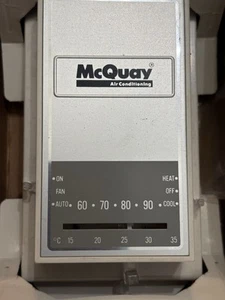 McQuay®
Air Conditioning
ON HEAT
FAN OFF
AUTO 60 • 70 • 80 • 90 COOL
°C 15 20 25 30 35